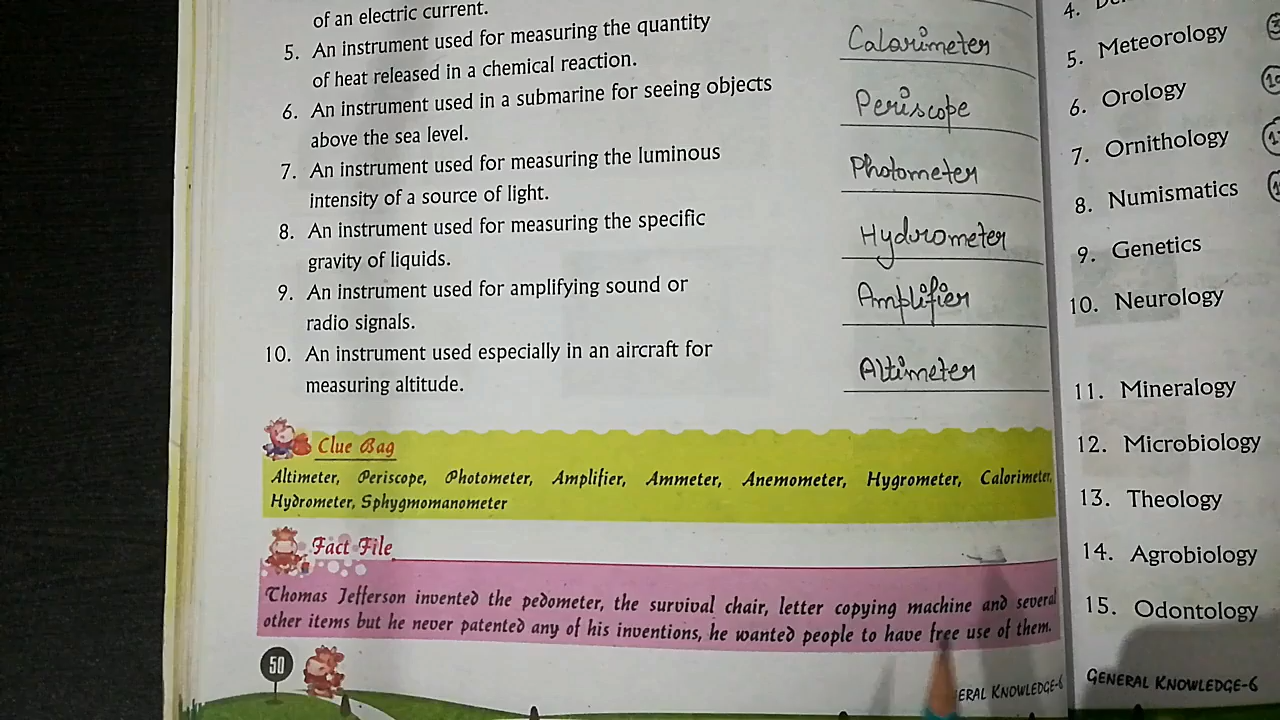 of an electric current.
5. An instrument used for measuring the quantity
of heat released in a chemical reaction.
Calorimeter
6. An instrument used in a submarine for seeing objects
above the sea level.
Periscope
7. An instrument used for measuring the luminous
intensity of a source of light.
Photometer
8. An instrument used for measuring the specific
gravity of liquids.
Hydrometer
9. An instrument used for amplifying sound or
radio signals.
Amplifier
10. An instrument used especially in an aircraft for
measuring altitude.
Altimeter
Clue Bag
Altimeter, Periscope, Photometer, Amplifier, Ammeter, Anemometer, Hygrometer, Calorimeter,
Hydrometer, Sphygmomanometer
Fact File
Thomas Jefferson invented the pedometer, the survival chair, letter copying machine and several
other items but he never patented any of his inventions, he wanted people to have free use of them.
50
ERAL KNOWLEDGE-6
4.
5. Meteorology
6. Orology
7. Ornithology
8. Numismatics
9. Genetics
10. Neurology
11. Mineralogy
12. Microbiology
13. Theology
14. Agrobiology
15. Odontology
GENERAL KNOWLEDGE-6